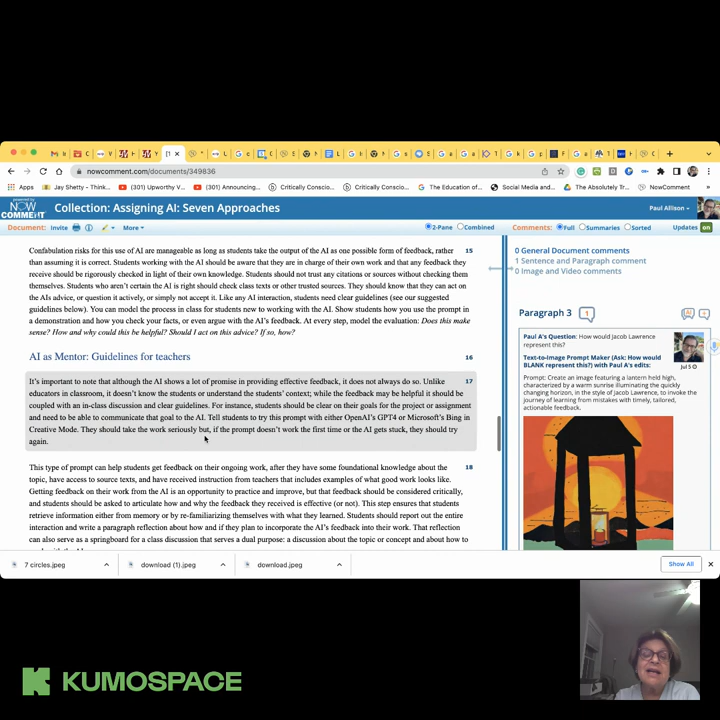 nowcomment.com/documents/349836
Apps
Jay Shetty - Think...
(301) Upworthy V...
(301) Announcing...
Critically Conscio...
Critically Consc...
The Education of...
Social Media and...
The Absolutely Tr...
NowComment
NOW COMMENT
Collection: Assigning AI: Seven Approaches
Paul Allison
Document: Invite
More
2-Pane Combined
Comments: Full Summaries Sorted
Updates on
Confabulation risks for this use of AI are manageable as long as students take the output of the AI as one possible form of feedback, rather 15
than assuming it is correct. Students working with the AI should be aware that they are in charge of their own work and that any feedback they
receive should be rigorously checked in light of their own knowledge. Students should not trust any citations or sources without checking them
themselves. Students who aren't certain the AI is right should check class texts or other trusted sources. They should know that they can act on
the AIs advice, or question it actively, or simply not accept it. Like any AI interaction, students need clear guidelines (see our suggested
guidelines below). You can model the process in class for students new to working with AI. Show students how you use the prompt in
a demonstration and how you check your facts, or even argue with the AI's feedback. At every step, model the evaluation: Does this make
sense? How and why could this be helpful? Should I act on this advice? If so, how?
AI as Mentor: Guidelines for teachers 16
It's important to note that although the AI shows a lot of promise in providing effective feedback, it does not always do so. Unlike 17
educators in classroom, it doesn't know the students or understand the students' context; while the feedback may be helpful it should be
coupled with an in-class discussion and clear guidelines. For instance, students should be clear on their goals for the project or assignment
and need to be able to communicate that goal to the AI. Tell students to try this prompt with either OpenAI's GPT4 or Microsoft's Bing in
Creative Mode. They should take the work seriously but, if the prompt doesn't work the first time or the AI gets stuck, they should try
again.
This type of prompt can help students get feedback on their ongoing work, after they have some foundational knowledge about the 18
topic, have access to source texts, and have received instruction from teachers that includes examples of what good work looks like.
Getting feedback on their work from the AI is an opportunity to practice and improve, but that feedback should be considered critically,
and students should be asked to articulate how and why the feedback they received is effective (or not). This step ensures that students
retrieve information either from memory or by re-familiarizing themselves with what they learned. Students should report out the entire
interaction and write a paragraph reflection about how and if they plan to incorporate the AI's feedback into their work. That reflection
can also serve as a springboard for a class discussion that serves a dual purpose: a discussion about the topic or concept and about how to
0 General Document comments
1 Sentence and Paragraph comment
0 Image and Video comments
Paragraph 3 1
Paul A's Question: How would Jacob Lawrence
represent this?
Jul 5
Text-to-Image Prompt Maker (Ask: How would
BLANK represent this?) with Paul A's edits:
Prompt: Create an image featuring a lantern held high,
characterized by a warm sunrise illuminating the quickly
changing horizon, in the style of Jacob Lawrence, to invoke the
journey of learning from mistakes with timely, tailored,
actionable feedback.
7 circles.jpeg
download (1).jpeg
download.jpeg
Show All
KUMOSPACE